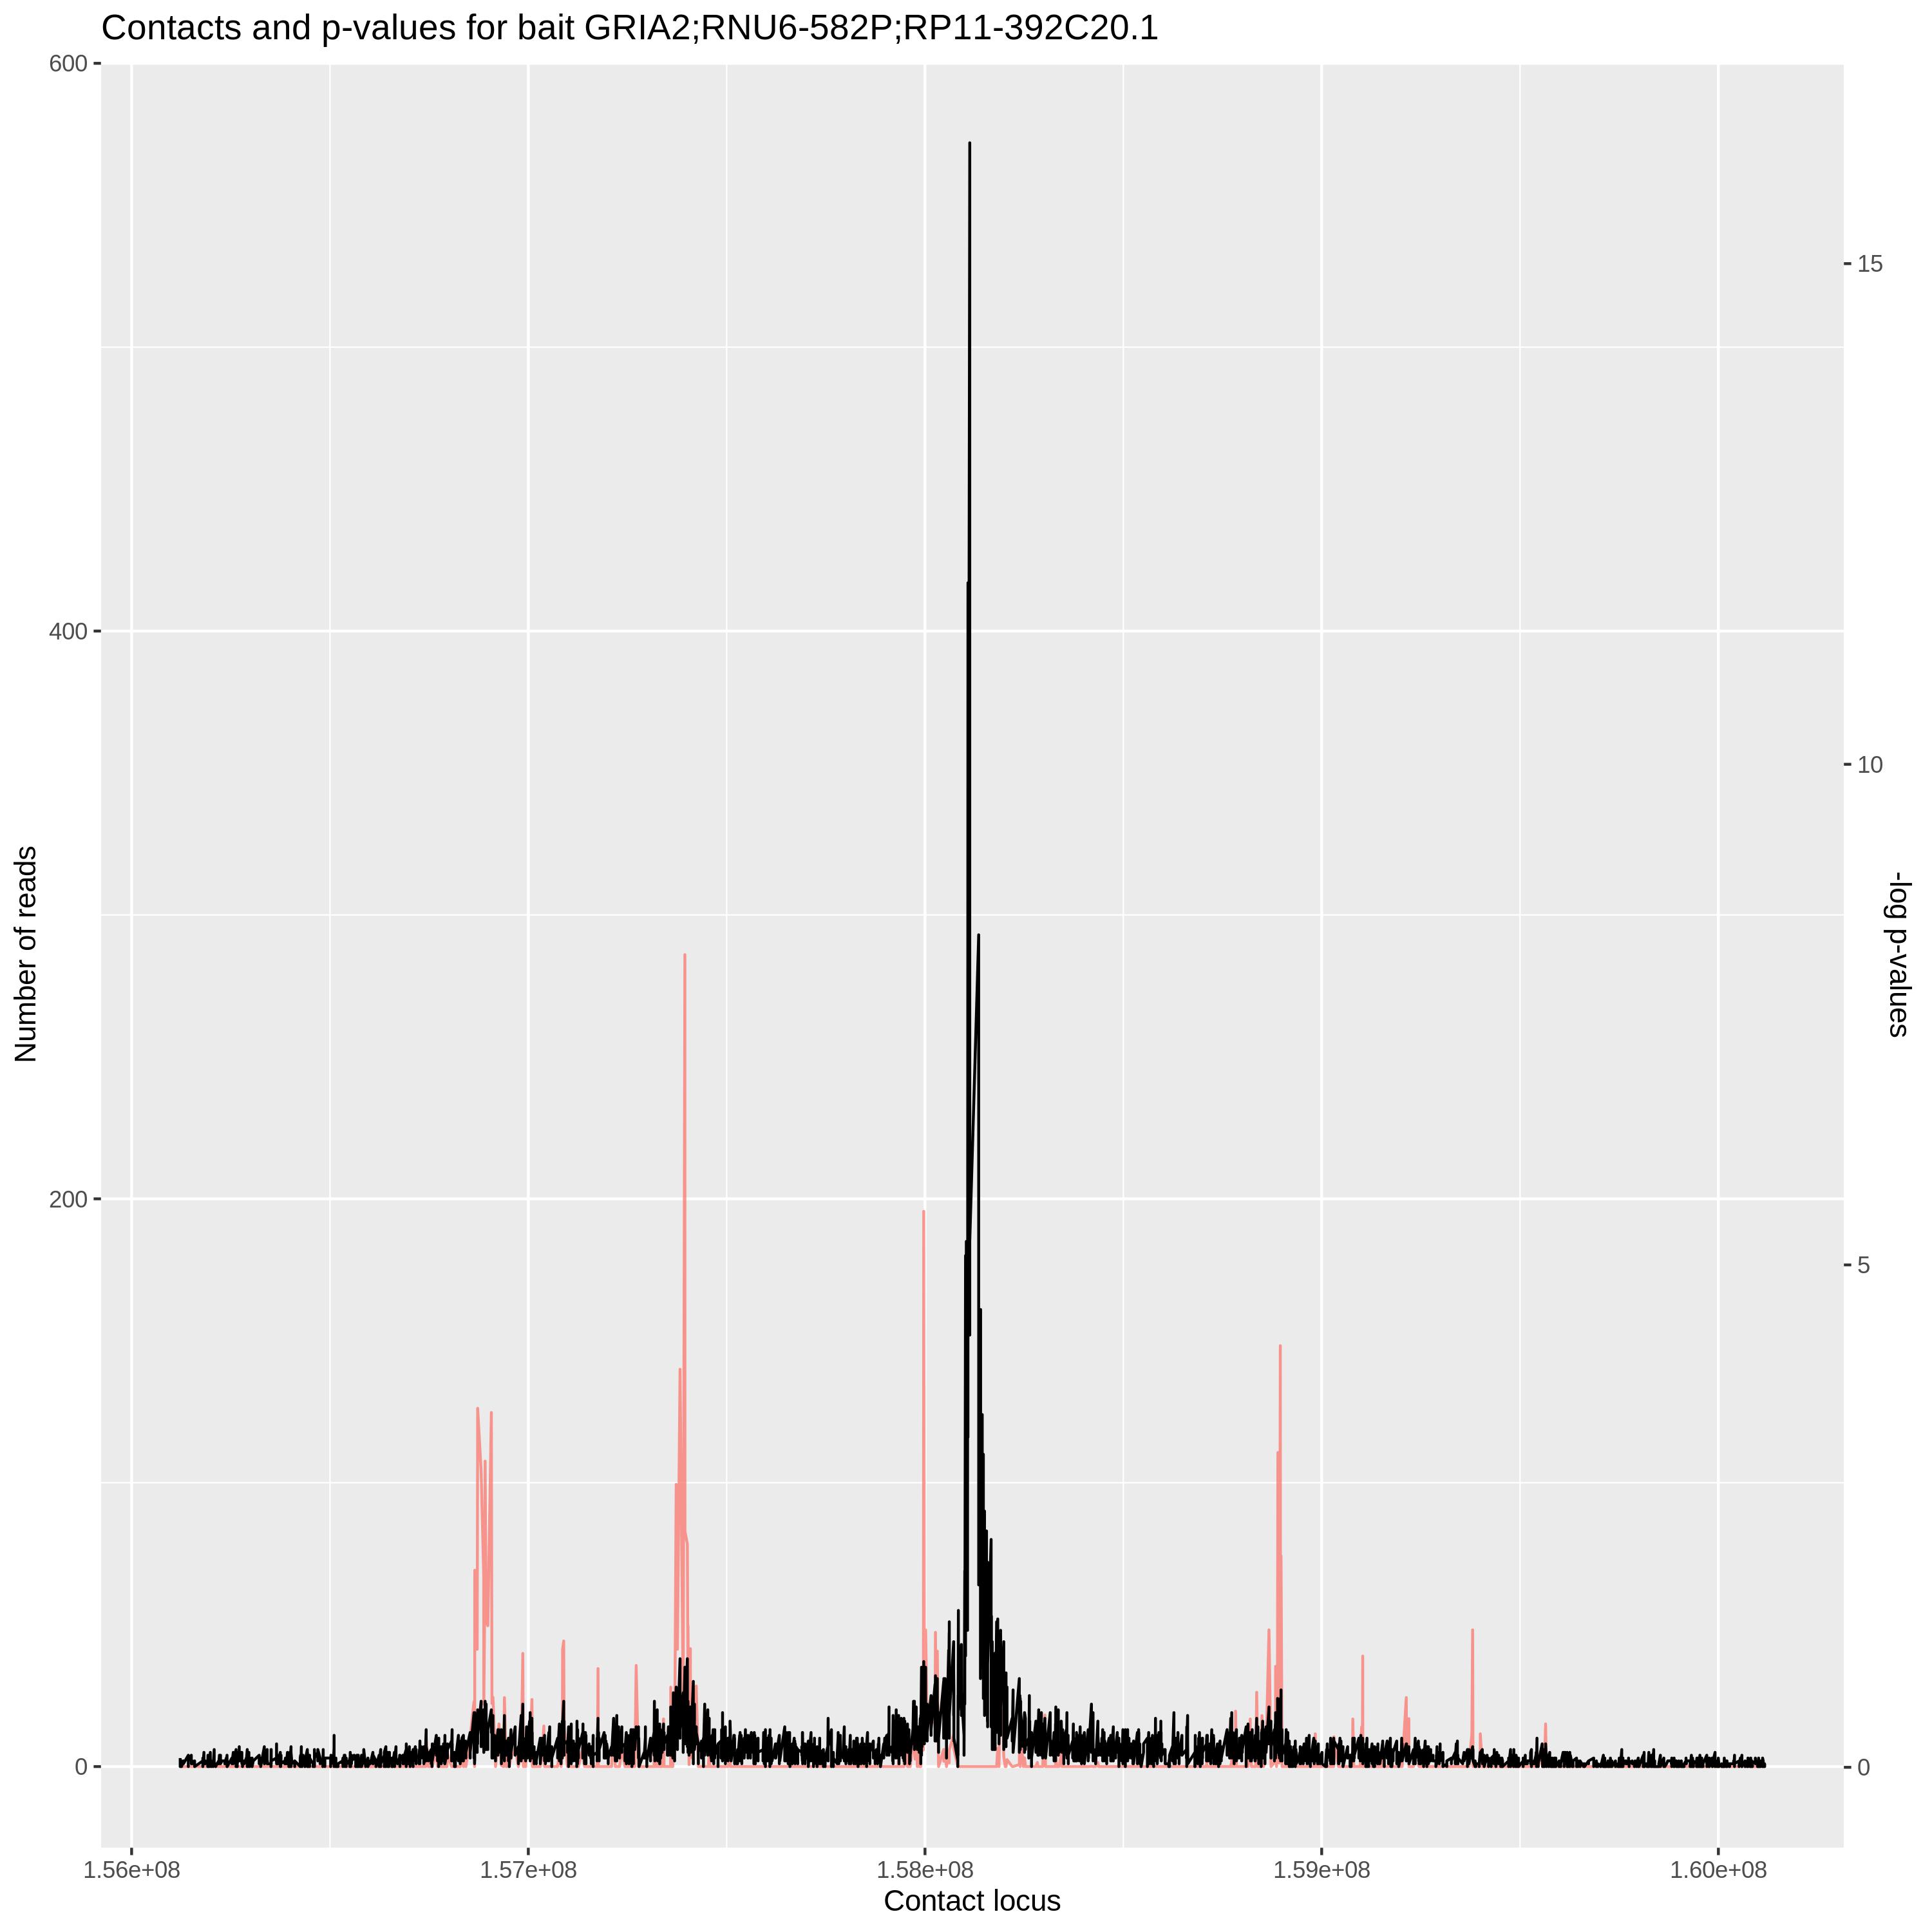 Contacts and p-values for bait GRIA2;RNU6-582P;RP11-392C20.1
600
400
200
0
Number of reads
15
10
5
0
-log p-values
1.56e+08
1.57e+08
1.58e+08
1.59e+08
1.60e+08
Contact locus